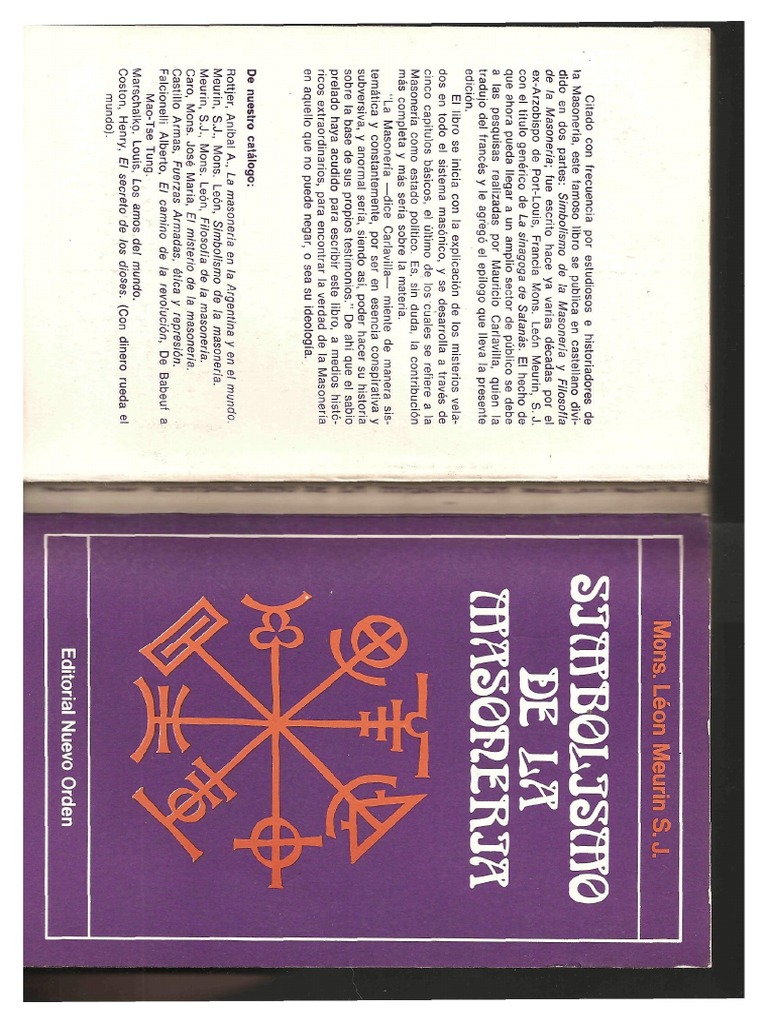 Citado con frecuencia por estudiosos e historiadores de
la Masonería, este famoso libro se publica en castellano divi-
dido en dos partes: Simbolismo de la Masonería y Filosofía
de la Masonería; fue escrito hace ya varias décadas por el
ex-Arzobispo de Port-Louis, Francia Mons. León Meurin, S. J.
con el título genérico de La sinagoga de Satanás. El hecho de
que ahora pueda llegar a un amplio sector de público se debe
a las pesquisas realizadas por Mauricio Carlavilla, quien la
tradujo del francés y le agregó el epílogo que lleva la presente
edición.
El libro se inicia con la explicación de los misterios vela-
dos en todo el sistema masónico, y se desarrolla a través de
cinco capítulos básicos, el último de los cuales se refiere a la
Masonería como estado político. Es, sin duda, la contribución
más completa y más seria sobre la materia.
"La Masonería —dice Carlavilla— miente de manera sis-
temática y constantemente, por ser en esencia conspirativa y
subversiva, y anormal sería, siendo así, poder hacer su historia
sobre la base de sus propios testimonios." De ahí que el sabio
prelado haya acudido para escribir este libro, a medios histó-
ricos extraordinarios, para encontrar la verdad de la Masonería
en aquello que no puede negar, o sea su ideología.
De nuestro catálogo:
Rottjer, Aníbal A., La masonería en la Argentina y en el mundo.
Meurin, S.J., Mons. León, Simbolismo de la masonería.
Meurin, S.J., Mons. León, Filosofía de la masonería.
Caro, Mons. José María, El misterio de la masonería.
Castillo Armas, Fuerzas Armadas, ética y represión.
Falcionelli Alberto, El camino de la revolución, De Babeuf a
Mao-Tse Tung.
Marschalko, Louis, Los amos del mundo.
Coston, Henry, El secreto de los dioses. (Con dinero rueda el
mundo).
Mons. Léon Meurin S. J.
SIMBOLISMO
DE LA
MASONERIA
Editorial Nuevo Orden